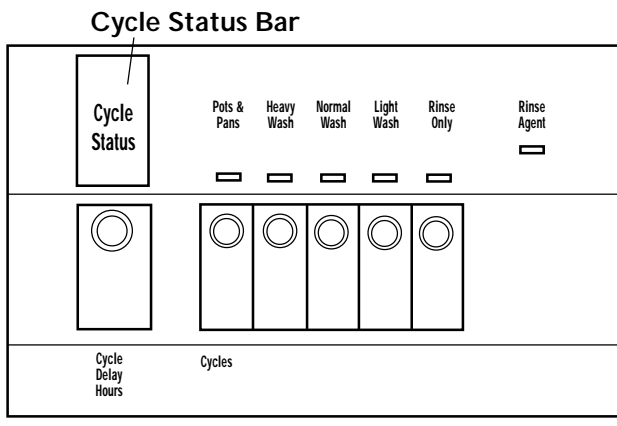 Cycle Status Bar
Cycle
Status
Pots &
Pans
Heavy
Wash
Normal
Wash
Light
Wash
Rinse
Only
Rinse
Agent
Cycle
Delay
Hours
Cycles